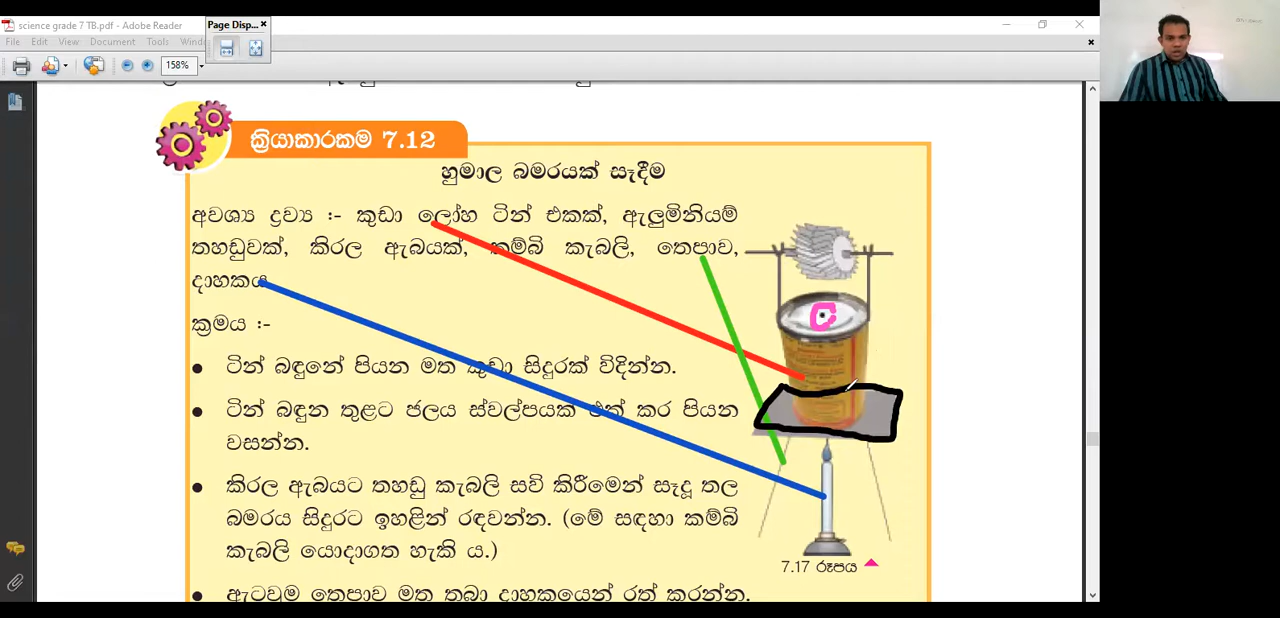 science grade 7 TB.pdf - Adobe Reader
Page Disp...
File Edit View Document Tools
158%
ක්‍රියාකාරකම 7.12
හුමාල බමරයක් සෑදීම
අවශ්‍ය ද්‍රව්‍ය :- කුඩා ලෝහ ටින් එකක්, ඇලුමිනියම්
තහඩුවක්, කිරල ඇබයක්, කම්බි කැබලි, තෙපාව,
දාහකය
ක්‍රමය :-
• ටින් බඳුනේ පියන මත කුඩා සිදුරක් විදින්න.
• ටින් බඳුන තුළට ජලය ස්වල්පයක් එක් කර පියන
වසන්න.
• කිරල ඇබයට තහඩු කැබලි සවි කිරීමෙන් සෑදූ තල
බමරය සිදුරට ඉහළින් රඳවන්න. (මේ සඳහා කම්බි
කැබලි යොදාගත හැකි ය.)
• ඇටවුම තෙපාව මත තබා දාහකයෙන් රත් කරන්න.
7.17 රූපය